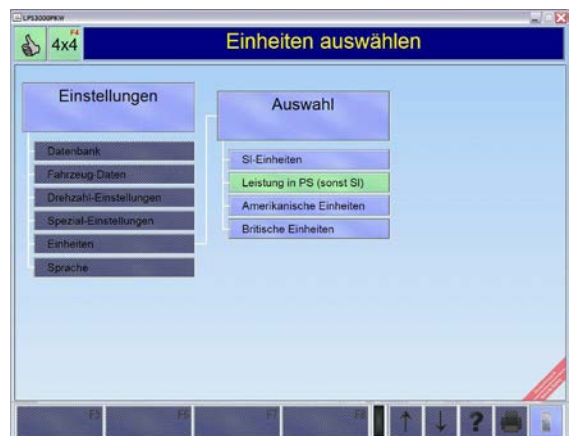 LPS3000PKW
4x4
F4
Einheiten auswählen
Einstellungen
Datenbank
Fahrzeug-Daten
Drehzahl-Einstellungen
Spezial-Einstellungen
Einheiten
Sprache
Auswahl
SI-Einheiten
Leistung in PS (sonst SI)
Amerikanische Einheiten
Britische Einheiten
F5 F6 F7 F8 ?